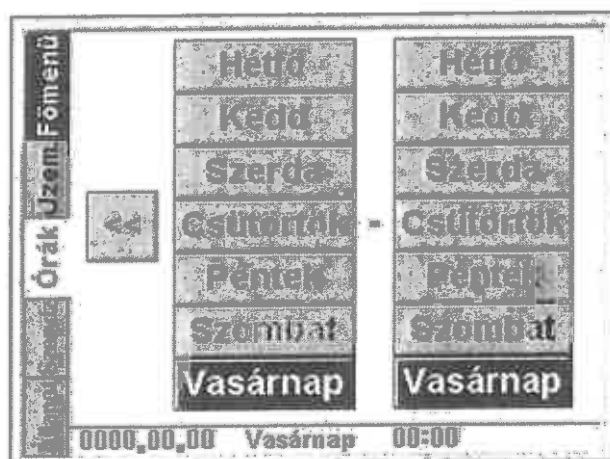 Főmenü
Üzem
Órák
<<
Hétfő
Kedd
Szerda
Csütörtök
Péntek
Szombat
Vasárnap
-
Hétfő
Kedd
Szerda
Csütörtök
Péntek
Szombat
Vasárnap
0000.00.00 Vasárnap 00:00